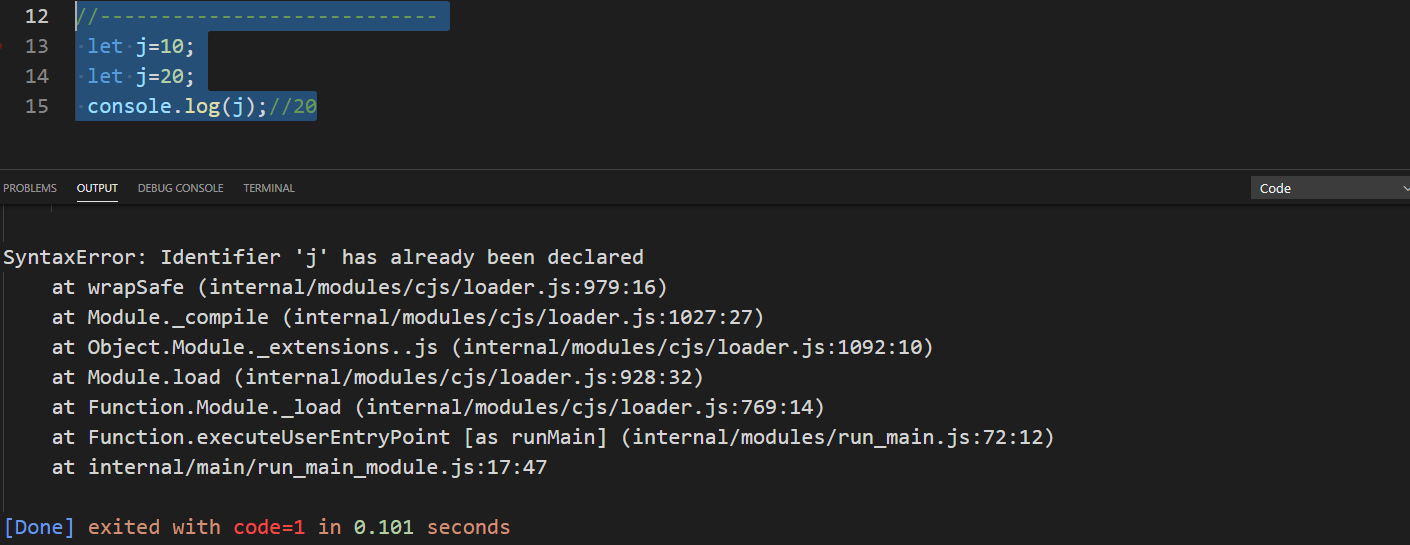 12 //----------------------------
13 let j=10;
14 let j=20;
15 console.log(j);//20
PROBLEMS OUTPUT DEBUG CONSOLE TERMINAL Code
SyntaxError: Identifier 'j' has already been declared
at wrapSafe (internal/modules/cjs/loader.js:979:16)
at Module._compile (internal/modules/cjs/loader.js:1027:27)
at Object.Module._extensions..js (internal/modules/cjs/loader.js:1092:10)
at Module.load (internal/modules/cjs/loader.js:928:32)
at Function.Module._load (internal/modules/cjs/loader.js:769:14)
at Function.executeUserEntryPoint [as runMain] (internal/modules/run_main.js:72:12)
at internal/main/run_main_module.js:17:47
[Done] exited with code=1 in 0.101 seconds